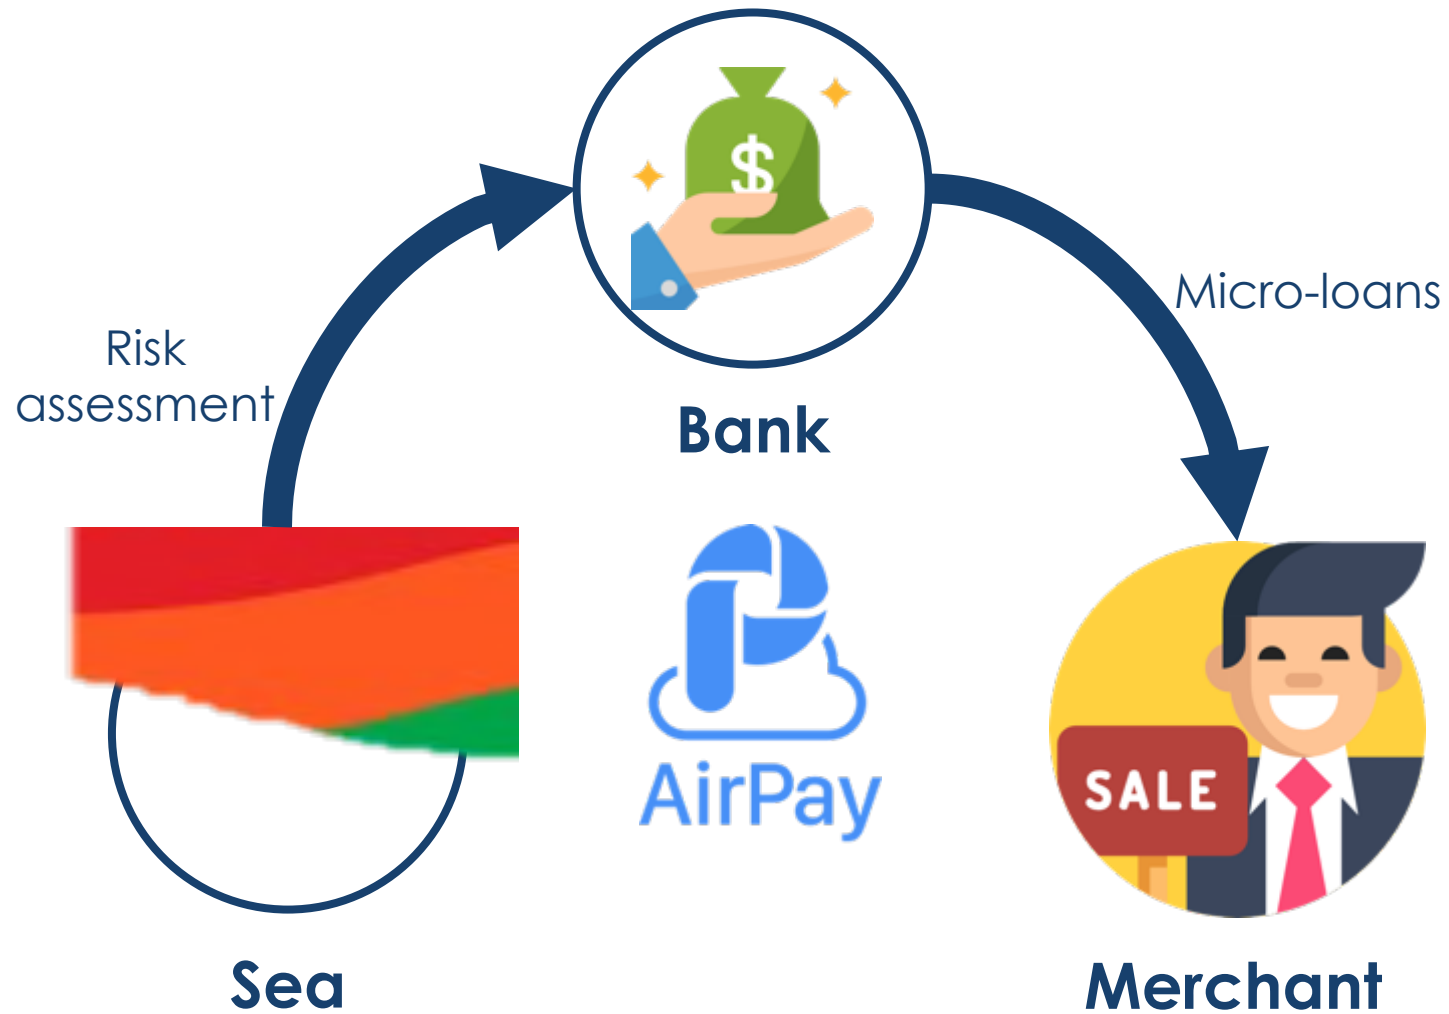 $
Micro-loans
Risk
assessment
Bank
AirPay
SALE
Sea
Merchant